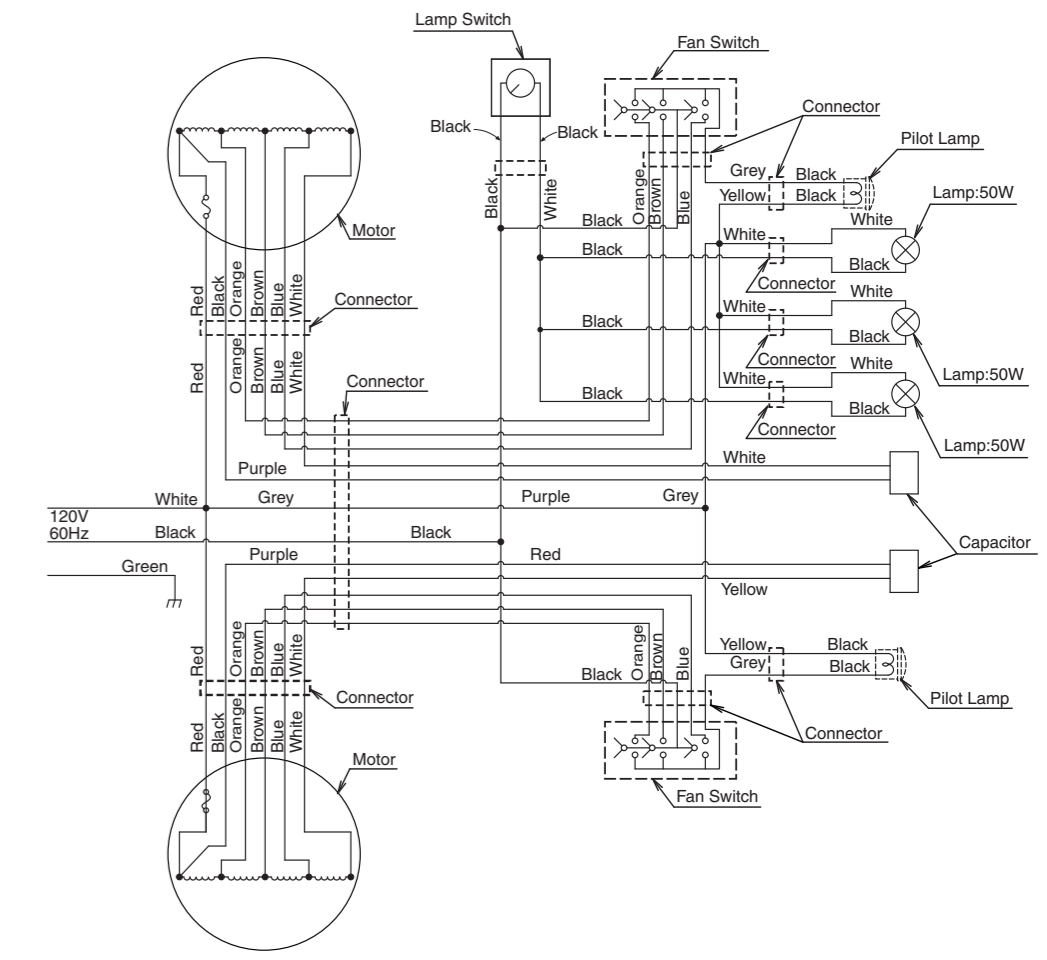 Lamp Switch
Fan Switch
Connector
Pilot Lamp
Black
Black
Grey
Black
Yellow
Black
Lamp:50W
Black
White
Orange
Brown
Blue
Black
White
White
Black
Black
Connector
Motor
Red
Black
Orange
Brown
Blue
White
Connector
White
White
Black
Black
Connector
Lamp:50W
Red
Orange
Brown
Blue
White
Connector
White
White
Black
Black
Connector
Lamp:50W
White
Purple
White
Grey
Purple
Grey
120V
60Hz
Black
Black
Capacitor
Green
Purple
Red
Yellow
Red
Orange
Brown
Blue
White
Orange
Brown
Blue
Yellow
Black
Grey
Black
Black
Connector
Pilot Lamp
Red
Black
Orange
Brown
Blue
White
Connector
Motor
Fan Switch